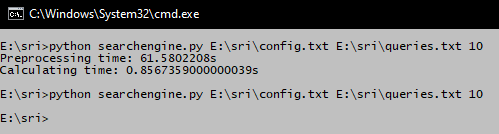 C:\Windows\System32\cmd.exe
E:\sri>python searchengine.py E:\sri\config.txt E:\sri\queries.txt 10
Preprocessing time: 61.5802208s
Calculating time: 0.8567359000000039s
E:\sri>python searchengine.py E:\sri\config.txt E:\sri\queries.txt 10
E:\sri>